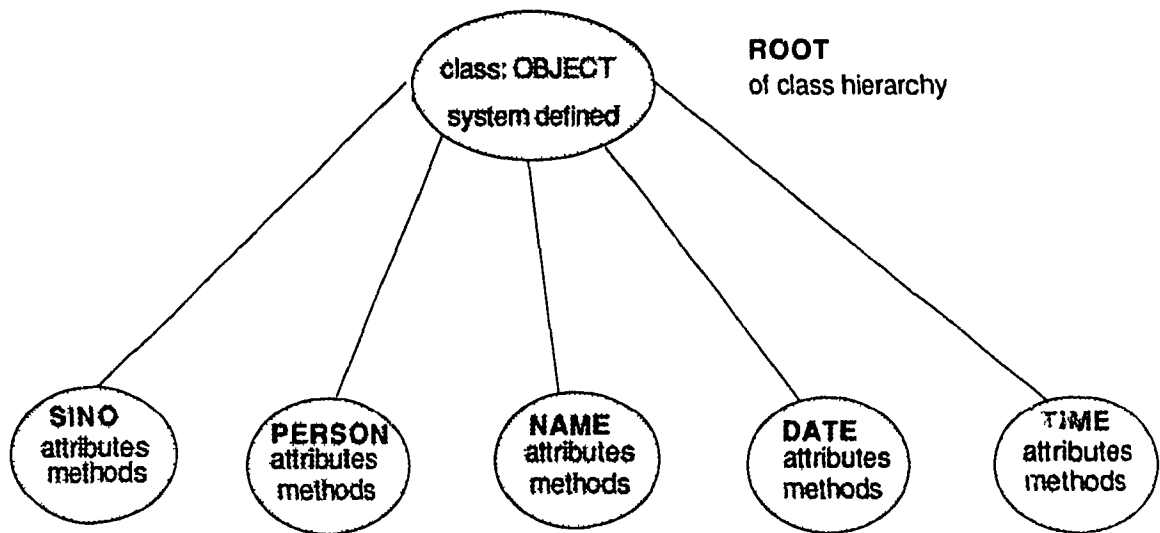 class: OBJECT
system defined
ROOT
of class hierarchy
SINO
attributes
methods
PERSON
attributes
methods
NAME
attributes
methods
DATE
attributes
methods
TIME
attributes
methods